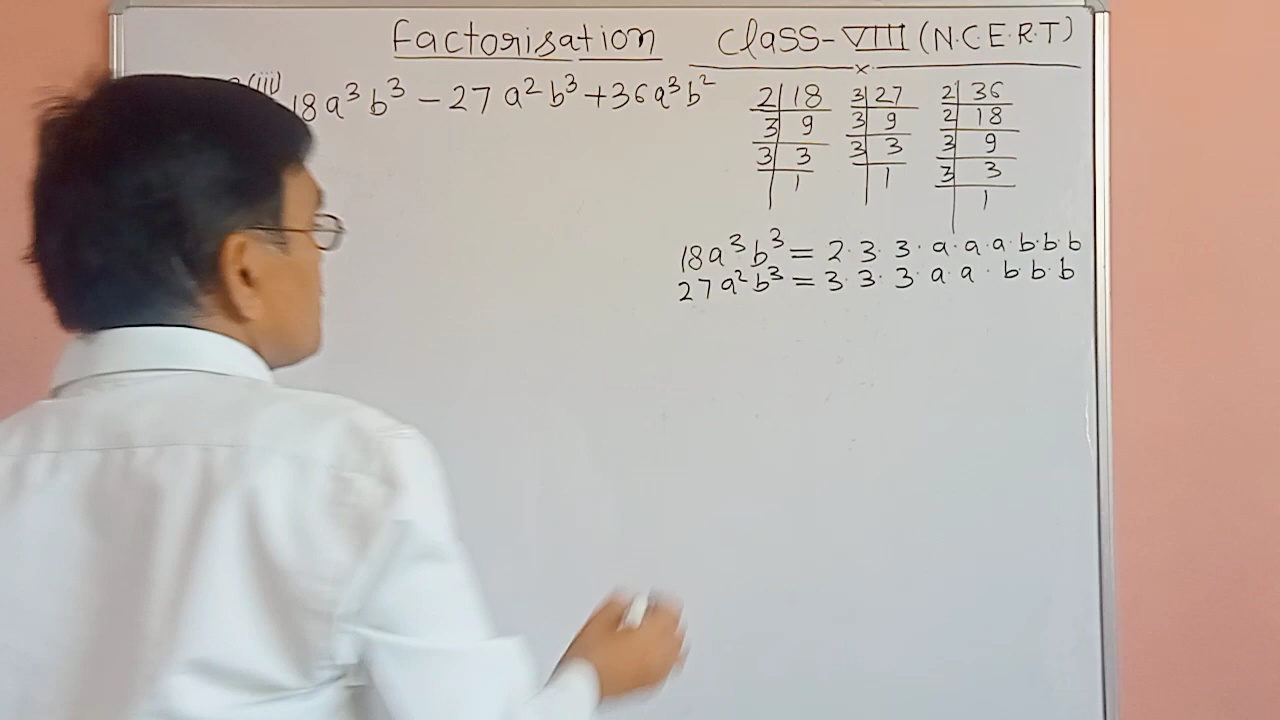 Factorisation Class-VIII (N.C.E.R.T)
(iii) 18a³b³ - 27a²b³ + 36a³b²
2 | 18
3 | 9
3 | 3
| 1
3 | 27
3 | 9
3 | 3
| 1
2 | 36
2 | 18
3 | 9
3 | 3
| 1
18a³b³ = 2·3·3·a·a·a·b·b·b
27a²b³ = 3·3·3·a·a·b·b·b